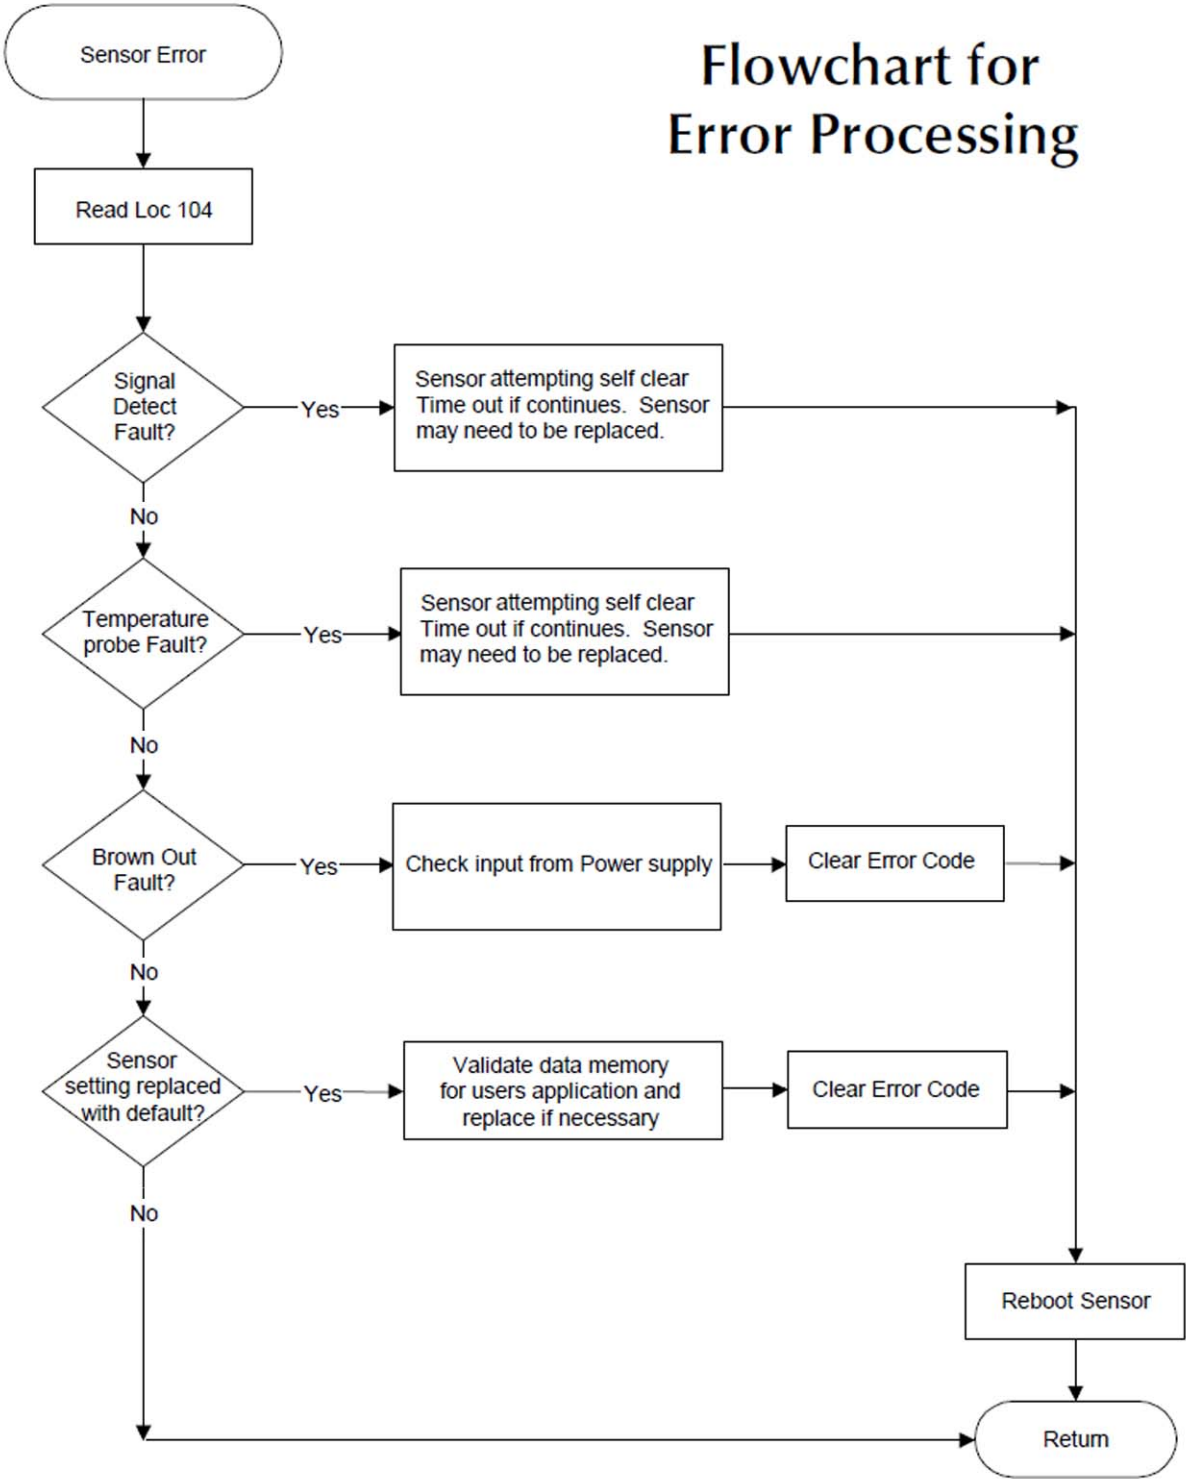 Flowchart for
Error Processing
Sensor Error
Read Loc 104
Signal
Detect
Fault?
Yes
Sensor attempting self clear
Time out if continues.  Sensor
may need to be replaced.
No
Temperature
probe Fault?
Yes
Sensor attempting self clear
Time out if continues.  Sensor
may need to be replaced.
No
Brown Out
Fault?
Yes
Check input from Power supply
Clear Error Code
No
Sensor
setting replaced
with default?
Yes
Validate data memory
for users application and
replace if necessary
Clear Error Code
No
Reboot Sensor
Return